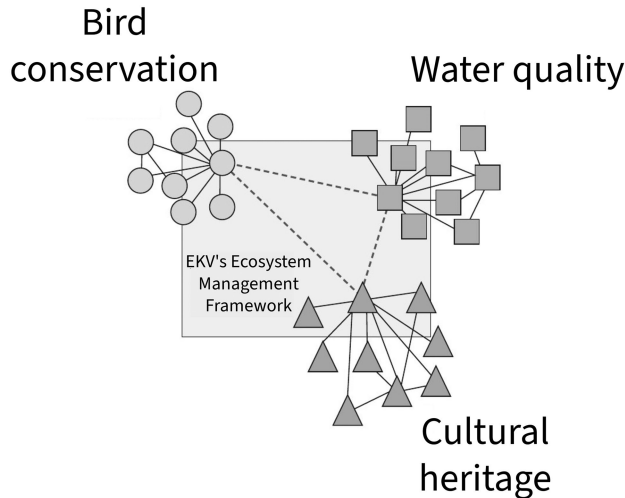 Bird
conservation
Water quality
EKV's Ecosystem
Management
Framework
Cultural
heritage